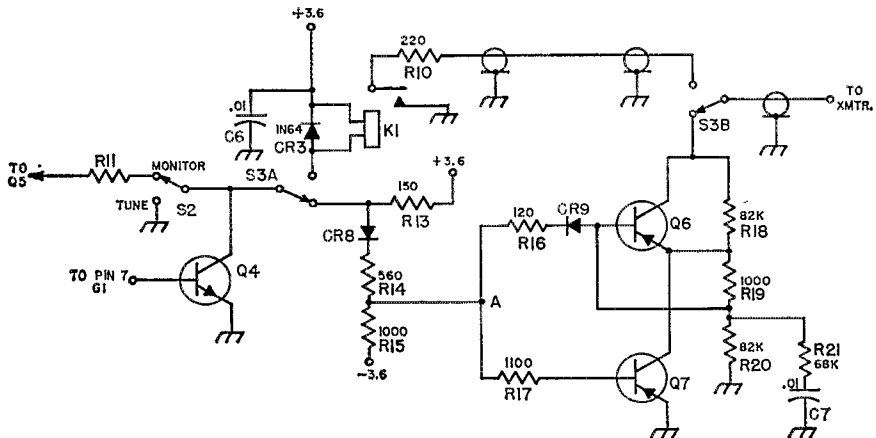 +3.6
220
R10
.01
C6
1N64
CR3
K1
S3B
TO
XMTR.
TO
Q5
R11
MONITOR
S3A
+3.6
150
R13
TUNE
S2
CR8
120
R16
CR9
Q6
82K
R18
TO PIN 7
G1
Q4
560
R14
A
1000
R19
1000
R15
-3.6
1100
R17
Q7
82K
R20
R21
68K
.01
C7